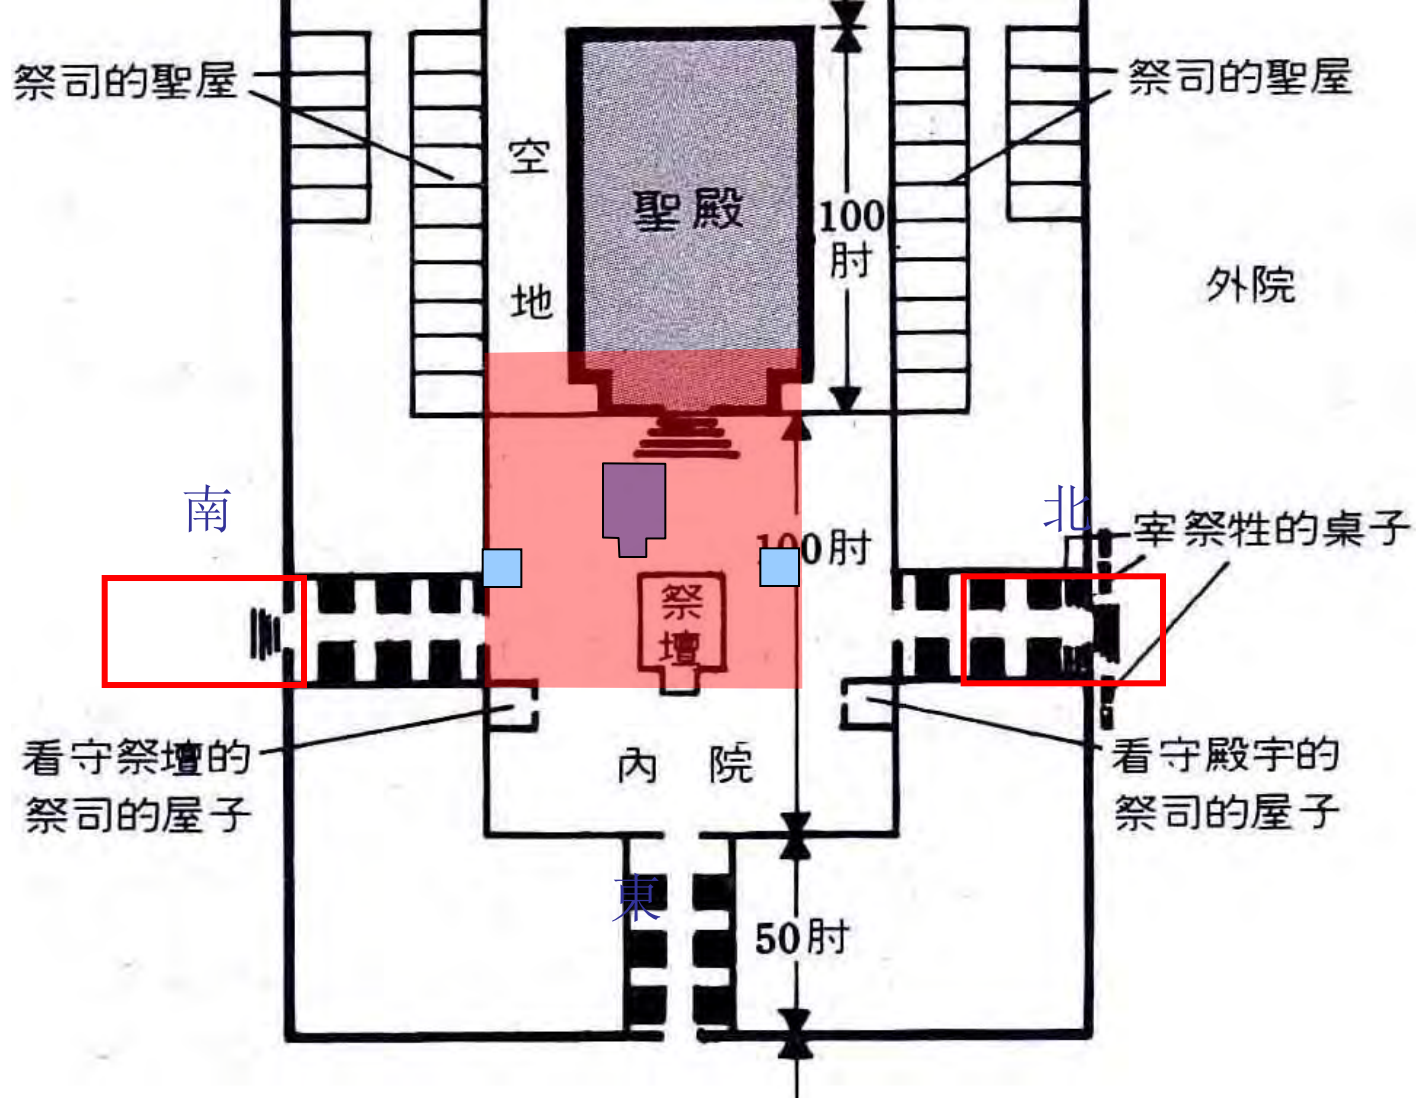 祭司的聖屋
祭司的聖屋
空
地
聖殿
100
肘
外院
南
北
100肘
宰祭牲的桌子
祭
壇
看守祭壇的
祭司的屋子
內院
看守殿宇的
祭司的屋子
東
50肘